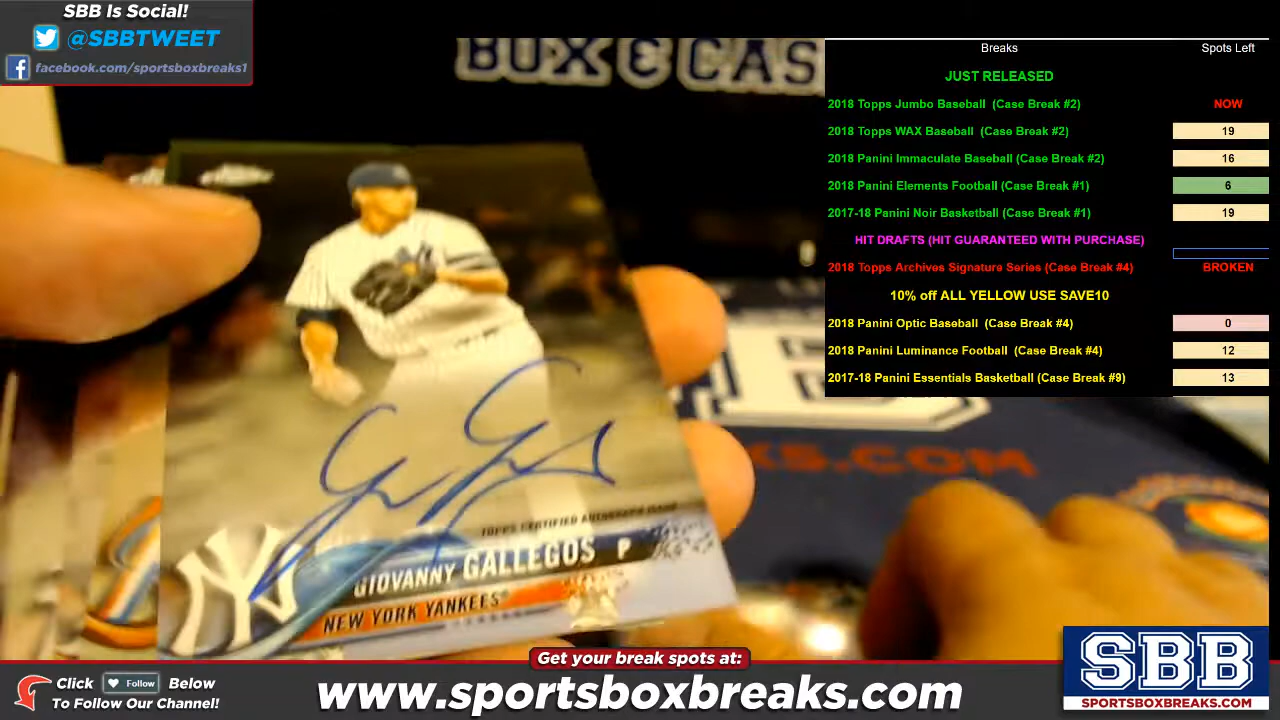 SBB Is Social!
@SBBTWEET
facebook.com/sportsboxbreaks1
BOX & CAS
Breaks Spots Left
JUST RELEASED
2018 Topps Jumbo Baseball (Case Break #2) NOW
2018 Topps WAX Baseball (Case Break #2) 19
2018 Panini Immaculate Baseball (Case Break #2) 16
2018 Panini Elements Football (Case Break #1) 6
2017-18 Panini Noir Basketball (Case Break #1) 19
HIT DRAFTS (HIT GUARANTEED WITH PURCHASE)
2018 Topps Archives Signature Series (Case Break #4) BROKEN
10% off ALL YELLOW USE SAVE10
2018 Panini Optic Baseball (Case Break #4) 0
2018 Panini Luminance Football (Case Break #4) 12
2017-18 Panini Essentials Basketball (Case Break #9) 13
KS.COM
TOPPS CERTIFIED AUTOGRAPH ISSUE
NY
GIOVANNY GALLEGOS P
NEW YORK YANKEES
Get your break spots at:
Click Follow Below
To Follow Our Channel!
www.sportsboxbreaks.com
SBB
SPORTSBOXBREAKS.COM